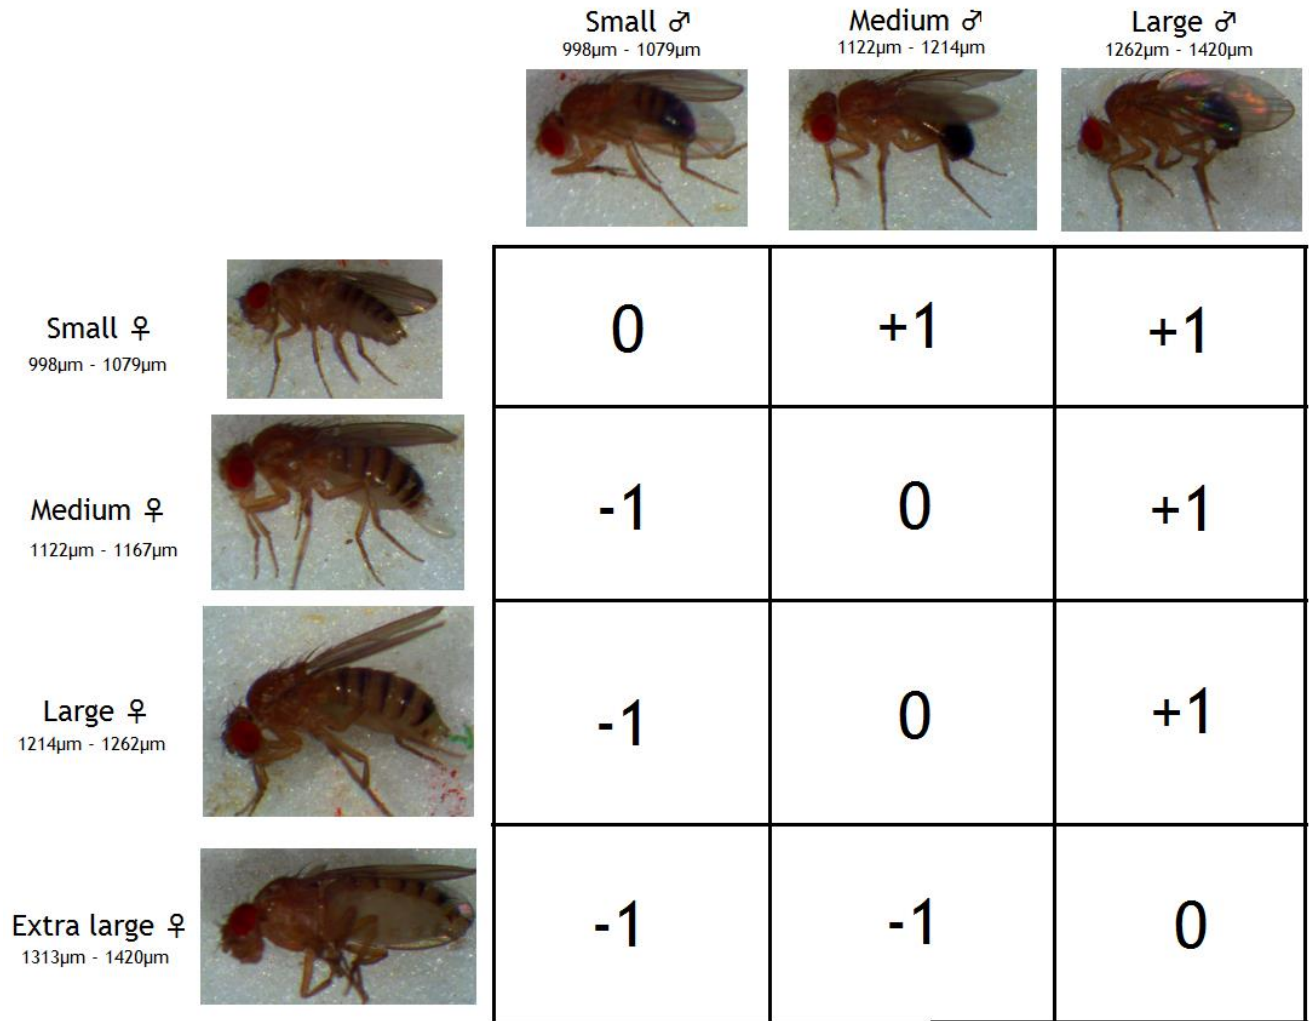 Small ♂ Medium ♂ Large ♂
998µm - 1079µm 1122µm - 1214µm 1262µm - 1420µm
Small ♀ 0 +1 +1
998µm - 1079µm
Medium ♀ -1 0 +1
1122µm - 1167µm
Large ♀ -1 0 +1
1214µm - 1262µm
Extra large ♀ -1 -1 0
1313µm - 1420µm